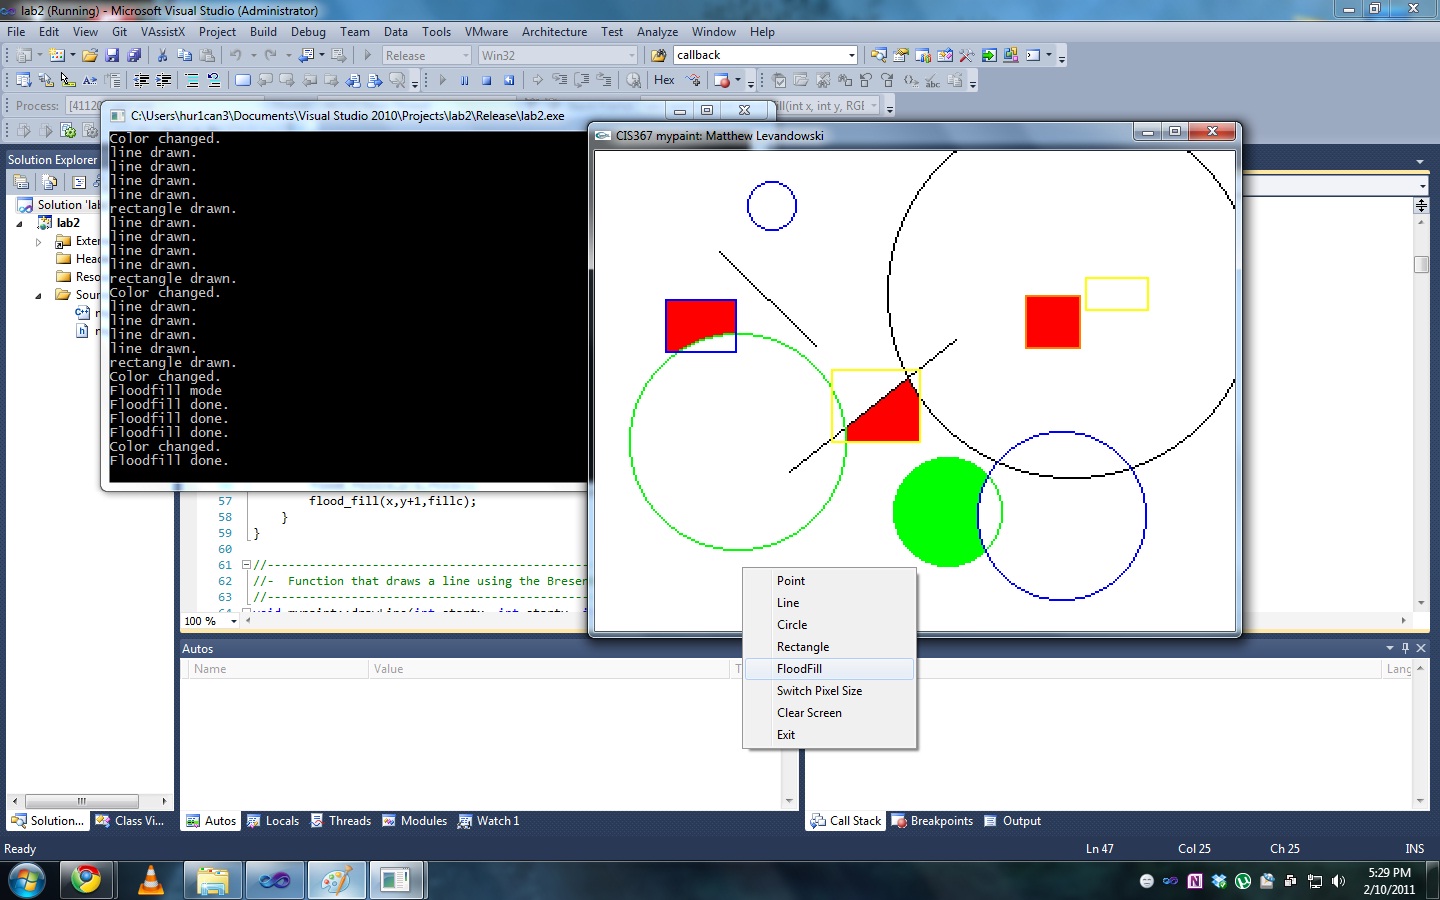 lab2 (Running) - Microsoft Visual Studio (Administrator)
File Edit View Git VAssistX Project Build Debug Team Data Tools VMware Architecture Test Analyze Window Help
Release Win32 callback
Hex
Process: [41120 ill(int x, int y, RGE
C:\Users\hur1can3\Documents\Visual Studio 2010\Projects\lab2\Release\lab2.exe
Color changed.
line drawn.
line drawn.
line drawn.
line drawn.
rectangle drawn.
line drawn.
line drawn.
line drawn.
line drawn.
rectangle drawn.
Color changed.
line drawn.
line drawn.
line drawn.
line drawn.
rectangle drawn.
Color changed.
Floodfill mode
Floodfill done.
Floodfill done.
Floodfill done.
Color changed.
Floodfill done.
CIS367 mypaint: Matthew Levandowski
Solution Explorer
Solution 'lab
lab2
Exter
Head
Reso
Sour
57 flood_fill(x,y+1,fillc);
58 }
59 }
60
61 //-------------------------------------------
62 //- Function that draws a line using the Bresen
63 //-------------------------------------------
100 %
Point
Line
Circle
Rectangle
FloodFill
Switch Pixel Size
Clear Screen
Exit
Autos
Name Value T Lang
Solution... Class Vi... Autos Locals Threads Modules Watch 1 Call Stack Breakpoints Output
Ready Ln 47 Col 25 Ch 25 INS
5:29 PM
2/10/2011